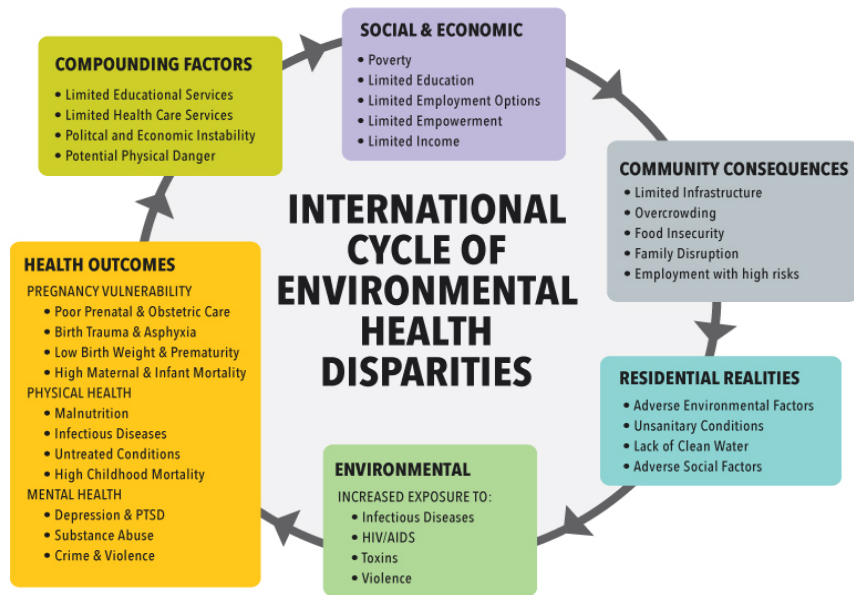 SOCIAL & ECONOMIC
• Poverty
• Limited Education
• Limited Employment Options
• Limited Empowerment
• Limited Income
COMMUNITY CONSEQUENCES
• Limited Infrastructure
• Overcrowding
• Food Insecurity
• Family Disruption
• Employment with high risks
RESIDENTIAL REALITIES
• Adverse Environmental Factors
• Unsanitary Conditions
• Lack of Clean Water
• Adverse Social Factors
ENVIRONMENTAL
INCREASED EXPOSURE TO:
• Infectious Diseases
• HIV/AIDS
• Toxins
• Violence
HEALTH OUTCOMES
PREGNANCY VULNERABILITY
• Poor Prenatal & Obstetric Care
• Birth Trauma & Asphyxia
• Low Birth Weight & Prematurity
• High Maternal & Infant Mortality
PHYSICAL HEALTH
• Malnutrition
• Infectious Diseases
• Untreated Conditions
• High Childhood Mortality
MENTAL HEALTH
• Depression & PTSD
• Substance Abuse
• Crime & Violence
COMPOUNDING FACTORS
• Limited Educational Services
• Limited Health Care Services
• Politcal and Economic Instability
• Potential Physical Danger
INTERNATIONAL
CYCLE OF
ENVIRONMENTAL
HEALTH
DISPARITIES